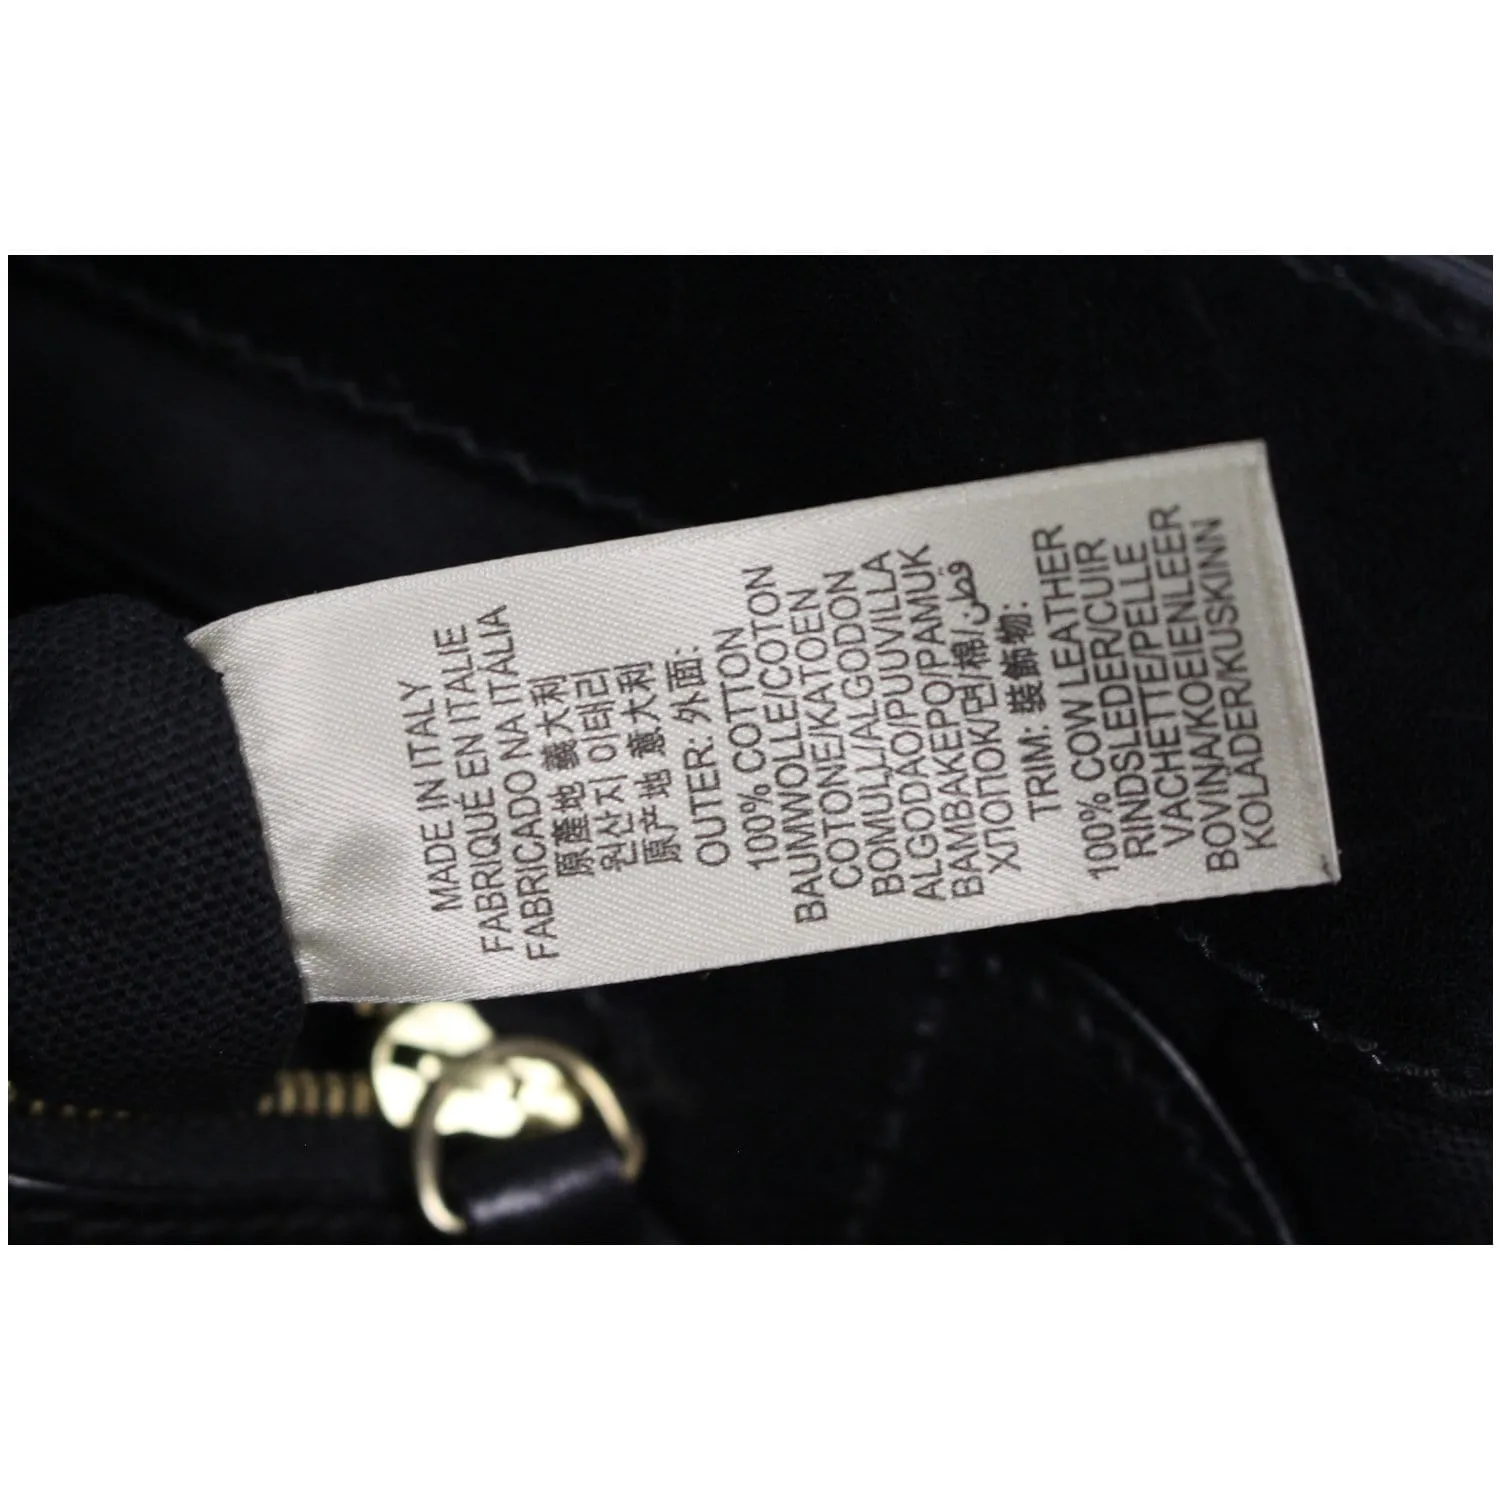 MADE IN ITALY
FABRIQUÉ EN ITALIE
FABRICADO NA ITÁLIA
原產地 義大利
원산지 이태리
原产地 意大利
OUTER: 外面:
100% COTTON
BAUMWOLLE/COTON
COTONE/KATOEN
BOMULL/ALGODON
ALGODAO/PUUVILLA
BAMBAKEPO/PAMUK
ΧΙΟΠΙΟΚ/면/棉/قطن
TRIM: 裝飾物:
100% COW LEATHER
RINDSLEDER/CUIR
VACHETTE/PELLE
BOVINA/KOEIENLEER
KOLADER/KUSKINN